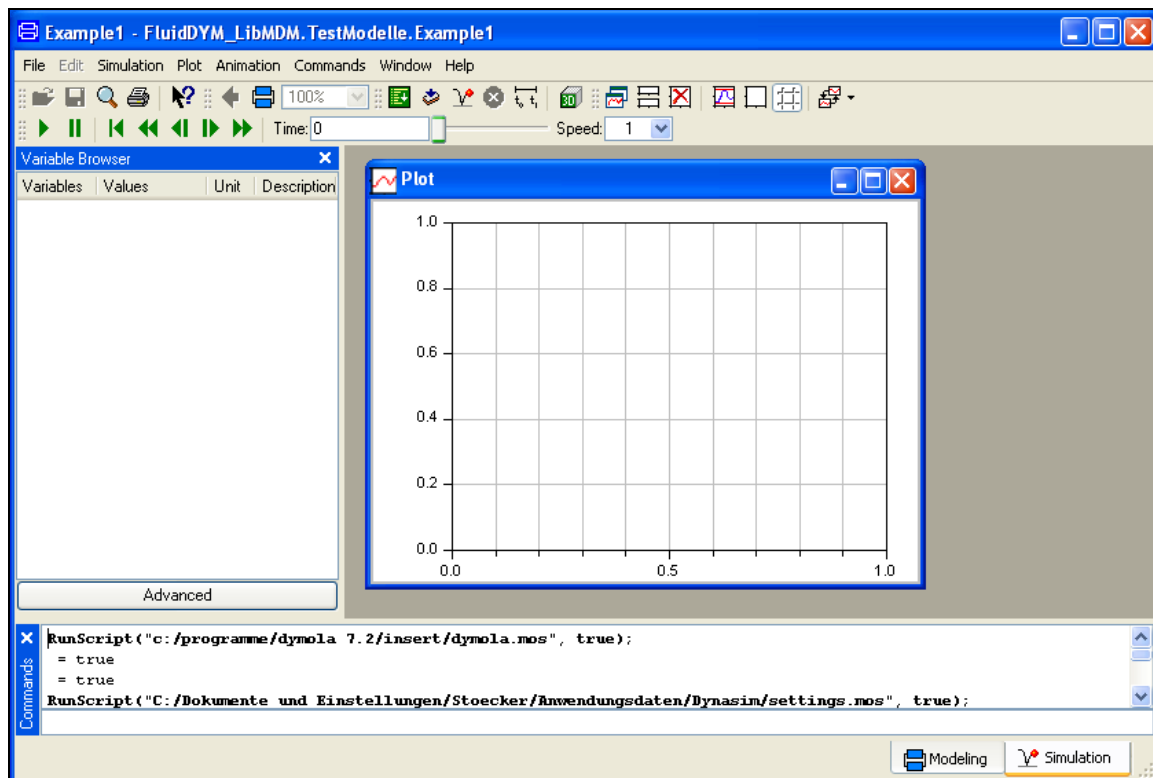 Example1 - FluidDYM_LibMDM.TestModelle.Example1
File Edit Simulation Plot Animation Commands Window Help
100% 3D
Time: 0 Speed: 1
Variable Browser
Variables Values Unit Description
Plot
1.0
0.8
0.6
0.4
0.2
0.0
0.0 0.5 1.0
Advanced
Commands
RunScript("c:/programme/dymola 7.2/insert/dymola.mos", true);
= true
= true
RunScript("C:/Dokumente und Einstellungen/Stoecker/Anwendungsdaten/Dynasim/settings.mos", true);
Modeling Simulation